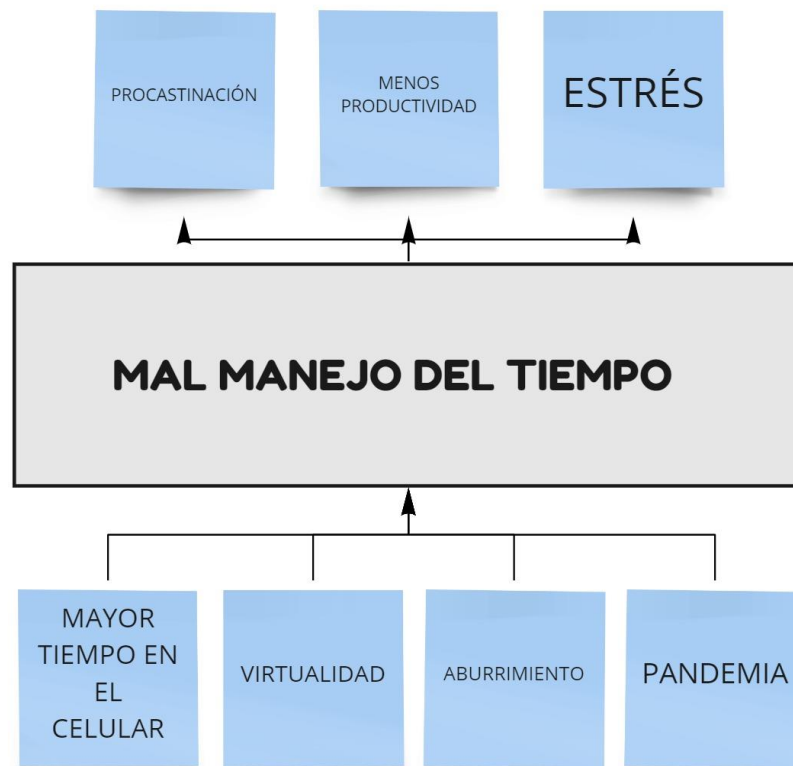 PROCASTINACIÓN
MENOS
PRODUCTIVIDAD
ESTRÉS
MAL MANEJO DEL TIEMPO
MAYOR
TIEMPO EN
EL
CELULAR
VIRTUALIDAD
ABURRIMIENTO
PANDEMIA